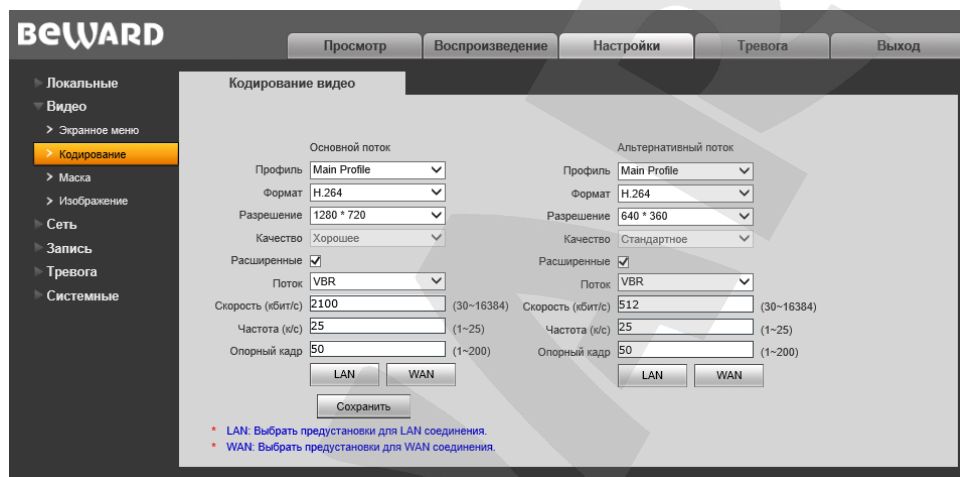 BEWARD
Просмотр Воспроизведение Настройки Тревога Выход
Локальные
Видео
Экранное меню
Кодирование
Маска
Изображение
Сеть
Запись
Тревога
Системные
Кодирование видео
Основной поток Альтернативный поток
Профиль Main Profile Профиль Main Profile
Формат H.264 Формат H.264
Разрешение 1280 * 720 Разрешение 640 * 360
Качество Хорошее Качество Стандартное
Расширенные Расширенные
Поток VBR Поток VBR
Скорость (кбит/с) 2100 (30~16384) Скорость (кбит/с) 512 (30~16384)
Частота (к/с) 25 (1~25) Частота (к/с) 25 (1~25)
Опорный кадр 50 (1~200) Опорный кадр 50 (1~200)
LAN WAN LAN WAN
Сохранить
* LAN: Выбрать предустановки для LAN соединения.
* WAN: Выбрать предустановки для WAN соединения.